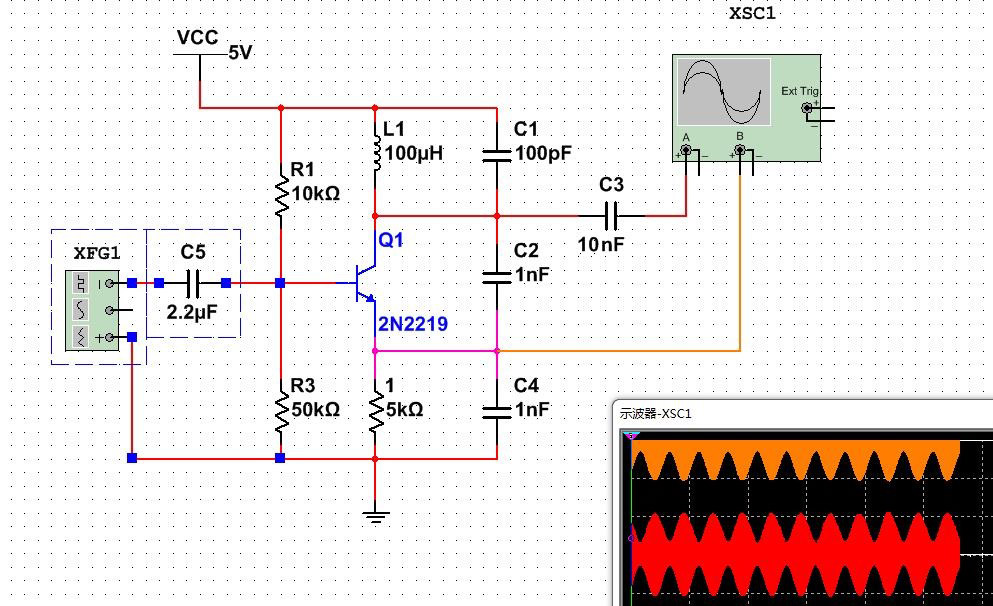 XSC1
VCC
5V
Ext Trig
+
–
A
B
+ – + –
L1
100µH
C1
100pF
R1
10kΩ
C3
10nF
Q1
C2
1nF
XFG1
C5
2.2µF
2N2219
+
R3
50kΩ
1
5kΩ
C4
1nF
示波器-XSC1